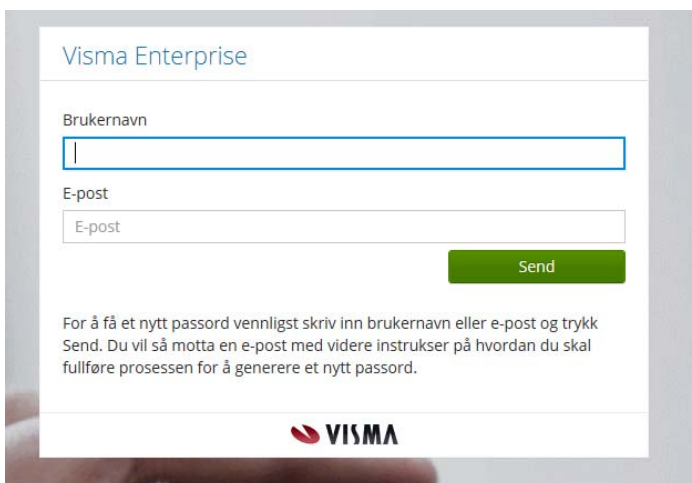 Visma Enterprise
Brukernavn
E-post
E-post
Send
For å få et nytt passord vennligst skriv inn brukernavn eller e-post og trykk
Send. Du vil så motta en e-post med videre instrukser på hvordan du skal
fullføre prosessen for å generere et nytt passord.
VISMA